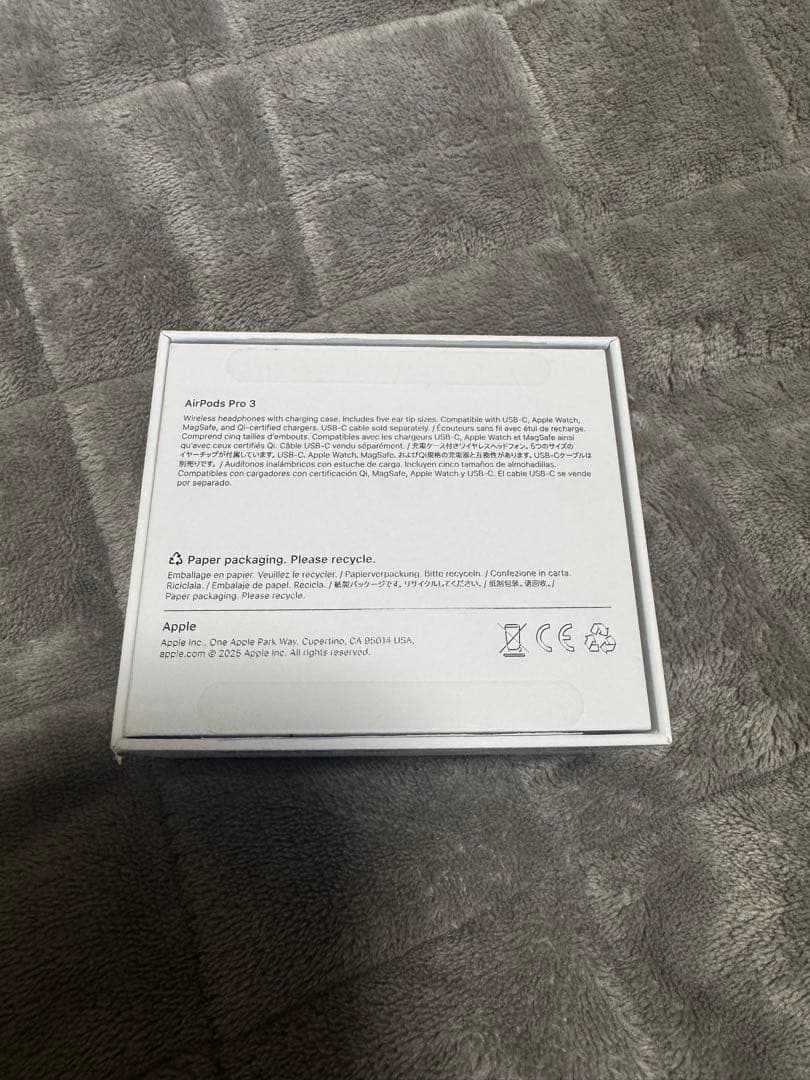 AirPods Pro 3
Wireless headphones with charging case. Includes five ear tip sizes. Compatible with USB-C, Apple Watch,
MagSafe, and Qi-certified chargers. USB-C cable sold separately. / Écouteurs sans fil avec étui de recharge.
Comprend cinq tailles d'embouts. Compatibles avec les chargeurs USB-C, Apple Watch et MagSafe ainsi
qu'avec ceux certifiés Qi. Câble USB-C vendu séparément. / 充電ケース付きワイヤレスヘッドフォン。5つのサイズの
イヤーチップが付属しています。USB-C、Apple Watch、MagSafe、およびQi規格の充電器と互換性があります。USB-Cケーブルは
別売りです。 / Audífonos inalámbricos con estuche de carga. Incluyen cinco tamaños de almohadillas.
Compatibles con cargadores con certificación Qi, MagSafe, Apple Watch y USB-C. El cable USB-C se vende
por separado.
Paper packaging. Please recycle.
Emballage en papier. Veuillez le recycler. / Papierverpackung. Bitte recyceln. / Confezione in carta.
Riciclala. / Embalaje de papel. Recicla. / 紙製パッケージです。リサイクルしてください。 / 纸制包装。请回收。 /
Paper packaging. Please recycle.
Apple
Apple Inc., One Apple Park Way, Cupertino, CA 95014 USA,
apple.com © 2025 Apple Inc. All rights reserved.
CE